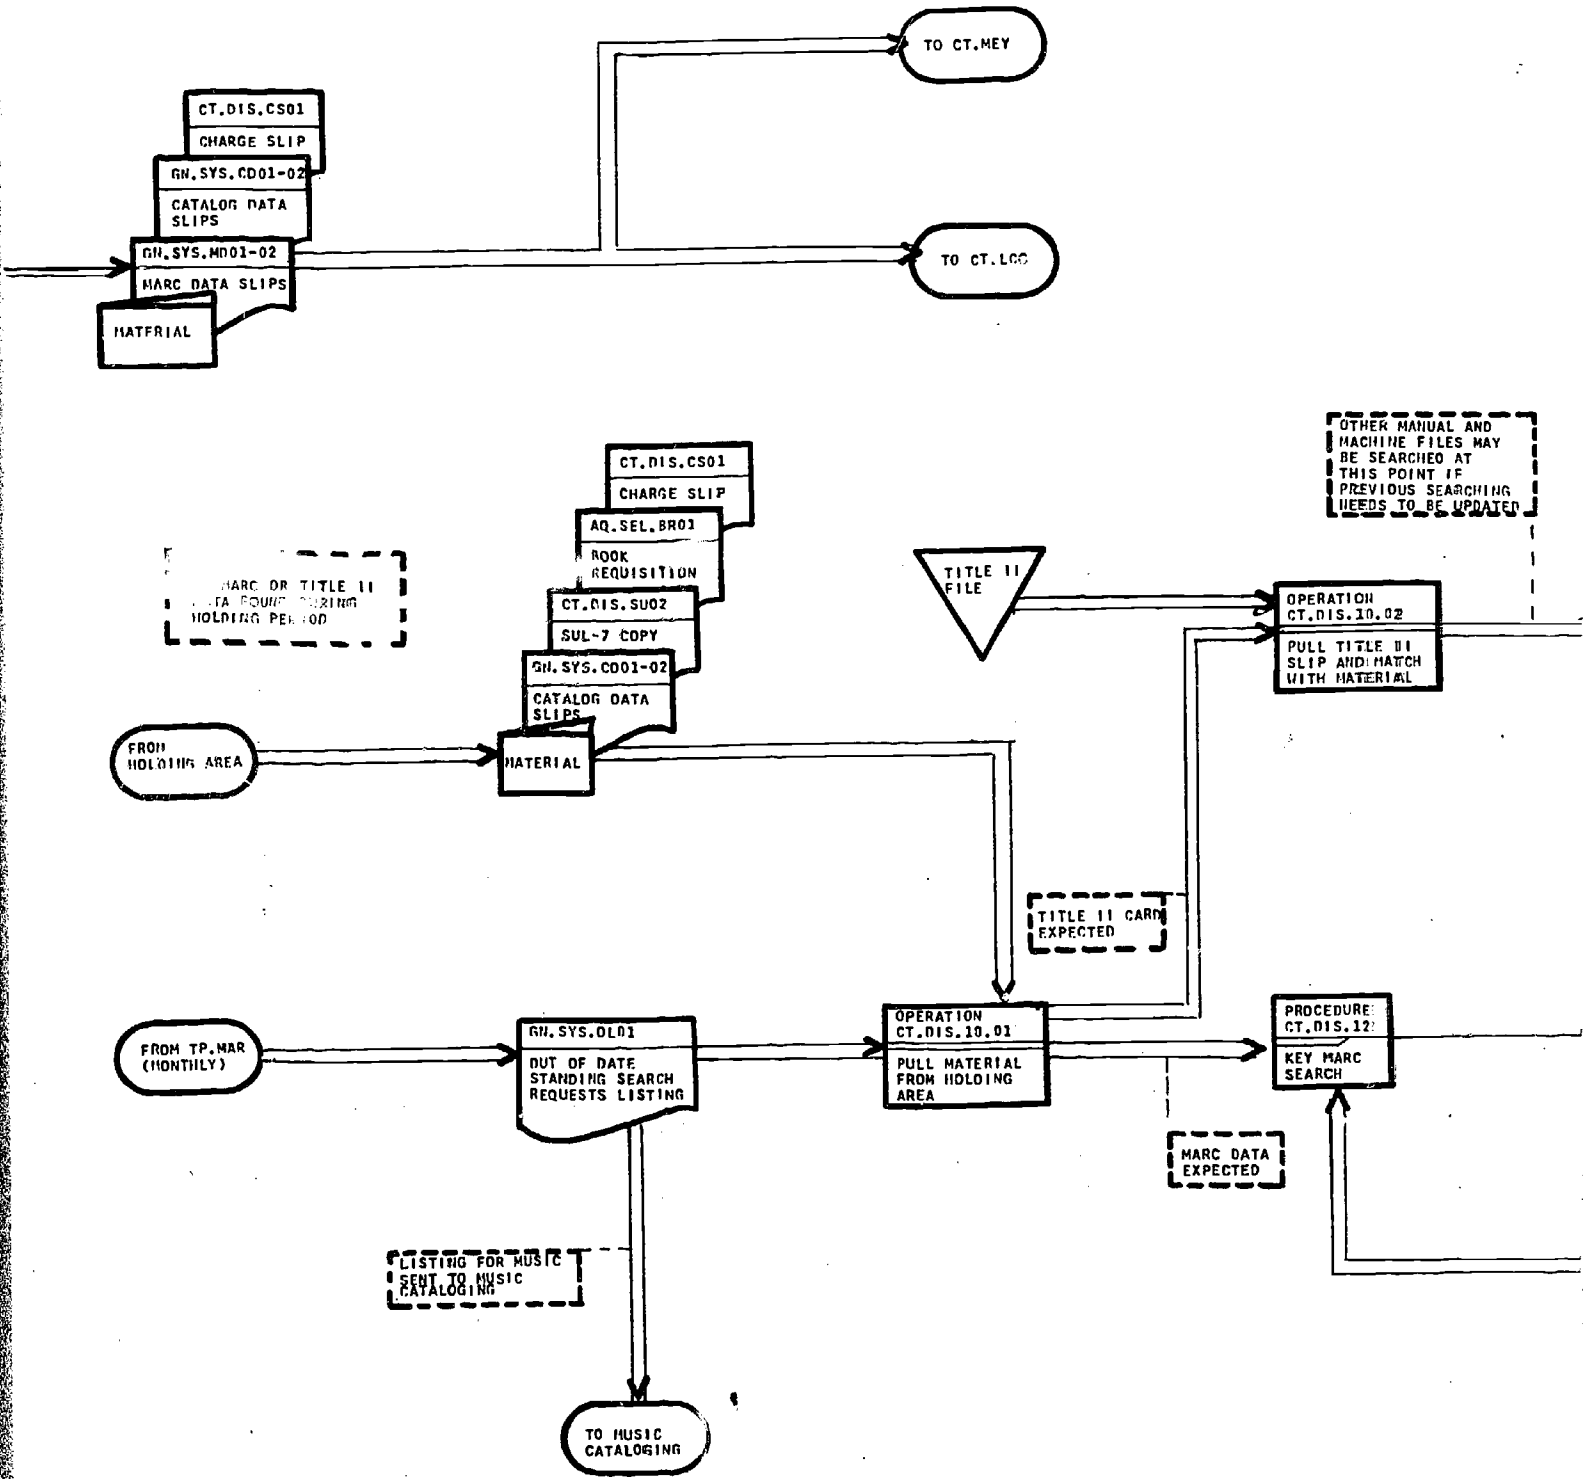 TO CT.MEY
CT.DIS.CS01
CHARGE SLIP
GN.SYS.CD01-02
CATALOG DATA
SLIPS
GN.SYS.MD01-02
MARC DATA SLIPS
MATERIAL
TO CT.LCC
OTHER MANUAL AND
MACHINE FILES MAY
BE SEARCHED AT
THIS POINT IF
PREVIOUS SEARCHING
NEEDS TO BE UPDATED
CT.DIS.CS01
CHARGE SLIP
AQ.SEL.BR01
BOOK
REQUISITION
CT.DIS.SU02
SUL-7 COPY
GN.SYS.CD01-02
CATALOG DATA
SLIPS
MATERIAL
MARC OR TITLE II
DURING
HOLDING PERIOD
TITLE II
FILE
OPERATION
CT.DIS.10.02
PULL TITLE II
SLIP AND MATCH
WITH MATERIAL
FROM
HOLDING AREA
TITLE II CARD
EXPECTED
FROM TP.MAR
(MONTHLY)
GN.SYS.OL01
OUT OF DATE
STANDING SEARCH
REQUESTS LISTING
OPERATION
CT.DIS.10.01
PULL MATERIAL
FROM HOLDING
AREA
PROCEDURE
CT.DIS.12
KEY MARC
SEARCH
MARC DATA
EXPECTED
LISTING FOR MUSIC
SENT TO MUSIC
CATALOGING
TO MUSIC
CATALOGING